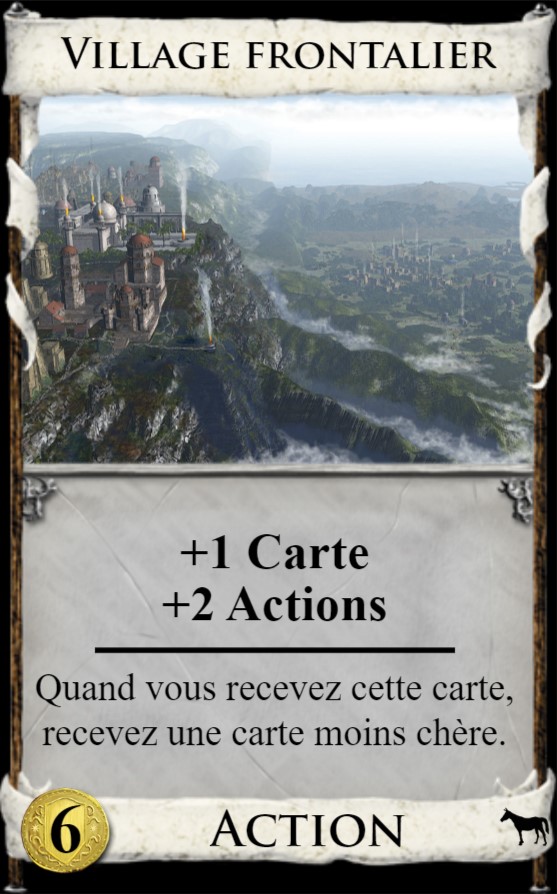 Village frontalier
+1 Carte
+2 Actions
Quand vous recevez cette carte,
recevez une carte moins chère.
6
Action